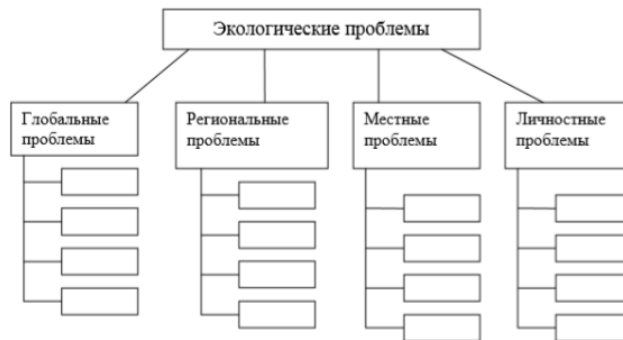 Экологические проблемы
Глобальные
проблемы
Региональные
проблемы
Местные
проблемы
Личностные
проблемы